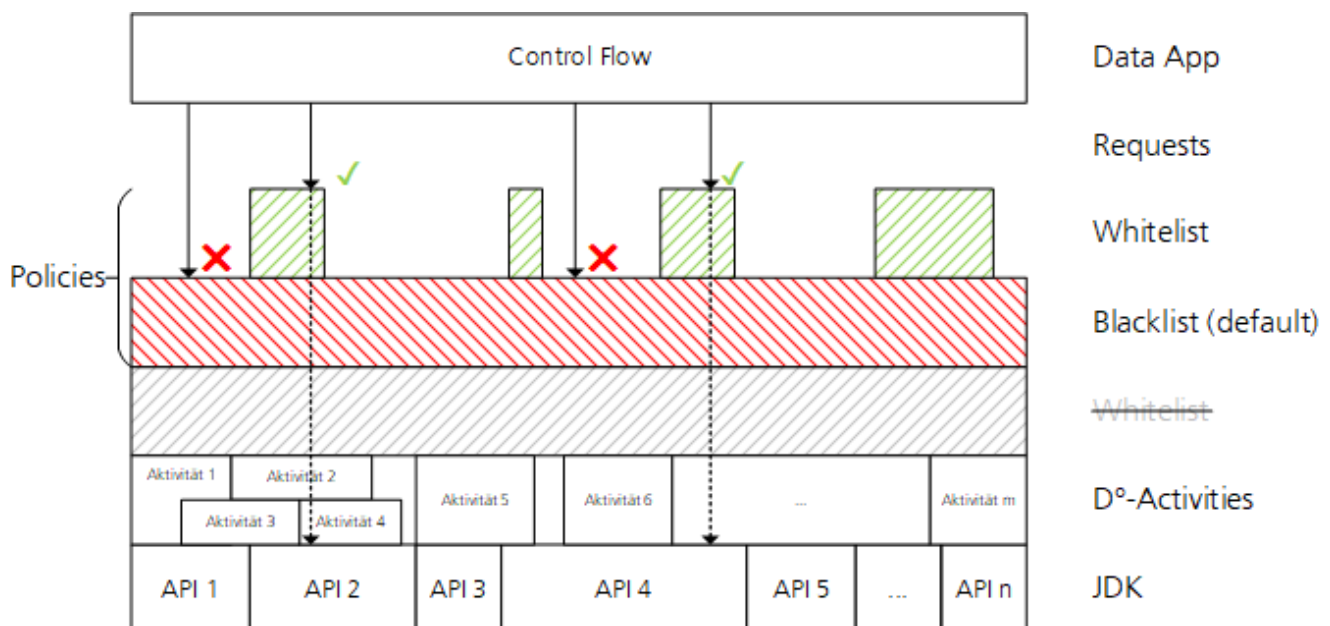 Control Flow
Data App
Requests
Whitelist
Policies
Blacklist (default)
Whitelist
Aktivität 1
Aktivität 2
Aktivität 3
Aktivität 4
Aktivität 5
Aktivität 6
...
Aktivität m
D°-Activities
API 1
API 2
API 3
API 4
API 5
...
API n
JDK